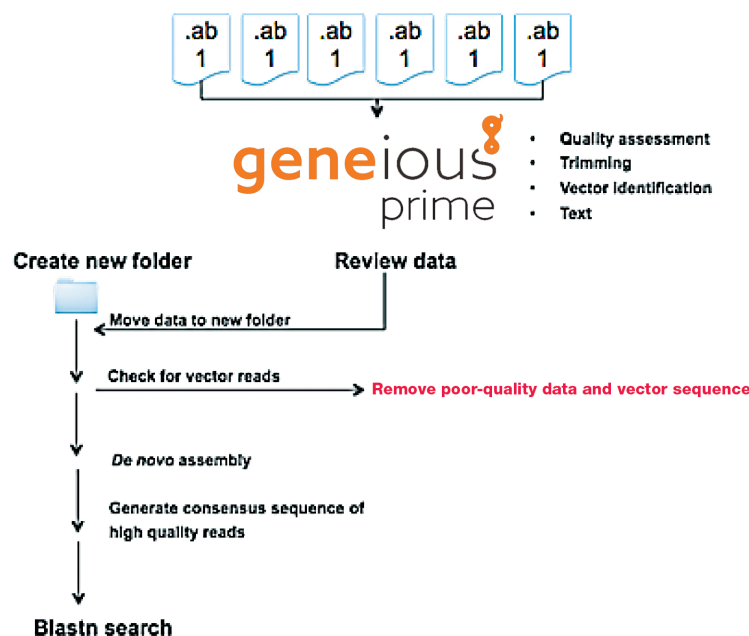 .ab
1
.ab
1
.ab
1
.ab
1
.ab
1
.ab
1
geneious
prime
• Quality assessment
• Trimming
• Vector identification
• Text
Create new folder
Review data
Move data to new folder
Check for vector reads
Remove poor-quality data and vector sequence
De novo assembly
Generate consensus sequence of
high quality reads
Blastn search